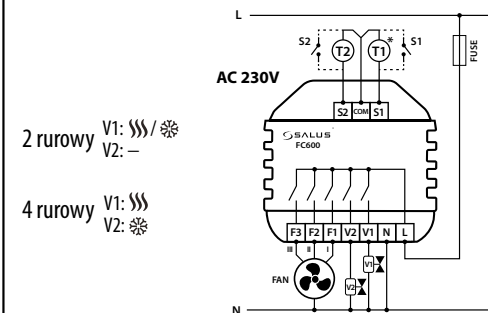 L
S2 T2 T1 * S1
FUSE
AC 230V
S2 COM S1
SALUS
FC600
2 rurowy V1: /
V2: –
4 rurowy V1:
V2:
F3 F2 F1 V2 V1 N L
III II I
FAN
V1
V2
N